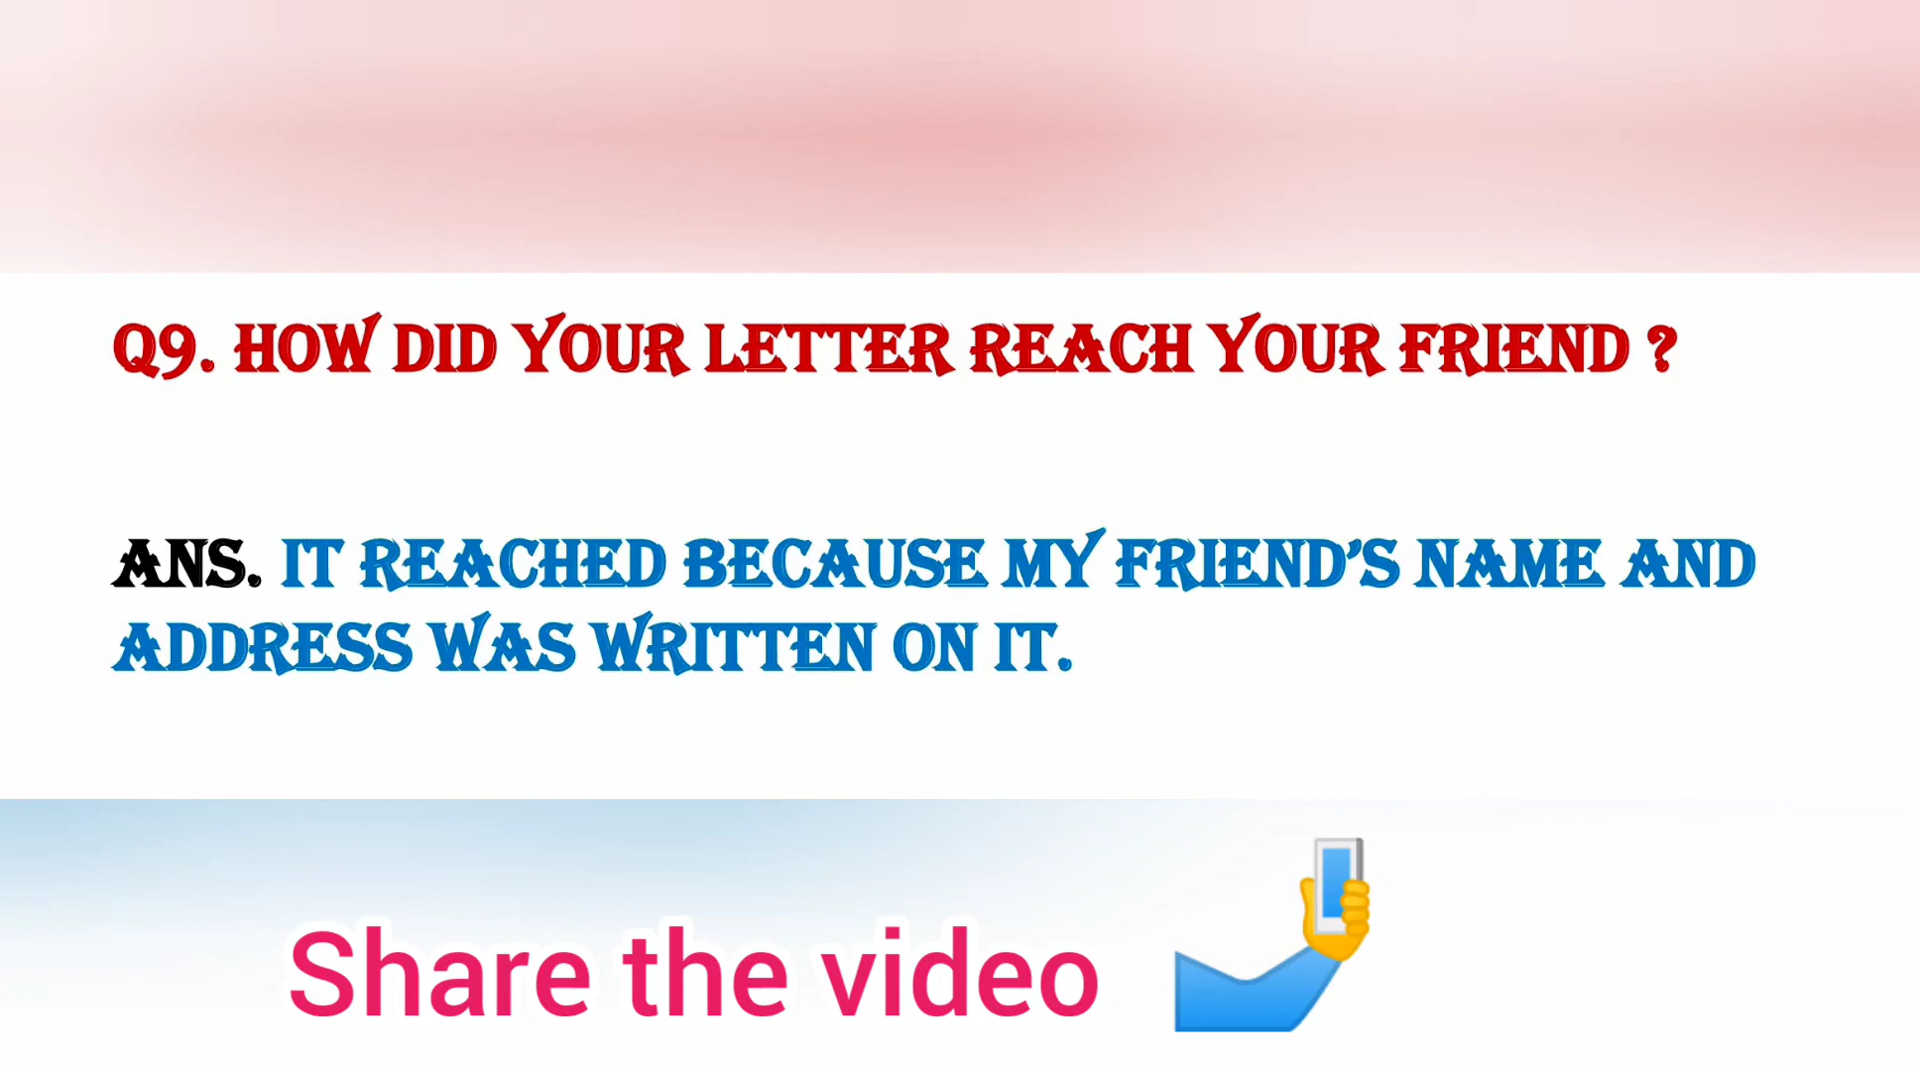 Q9. HOW DID YOUR LETTER REACH YOUR FRIEND ?
ANS. IT REACHED BECAUSE MY FRIEND’S NAME AND
ADDRESS WAS WRITTEN ON IT.
Share the video